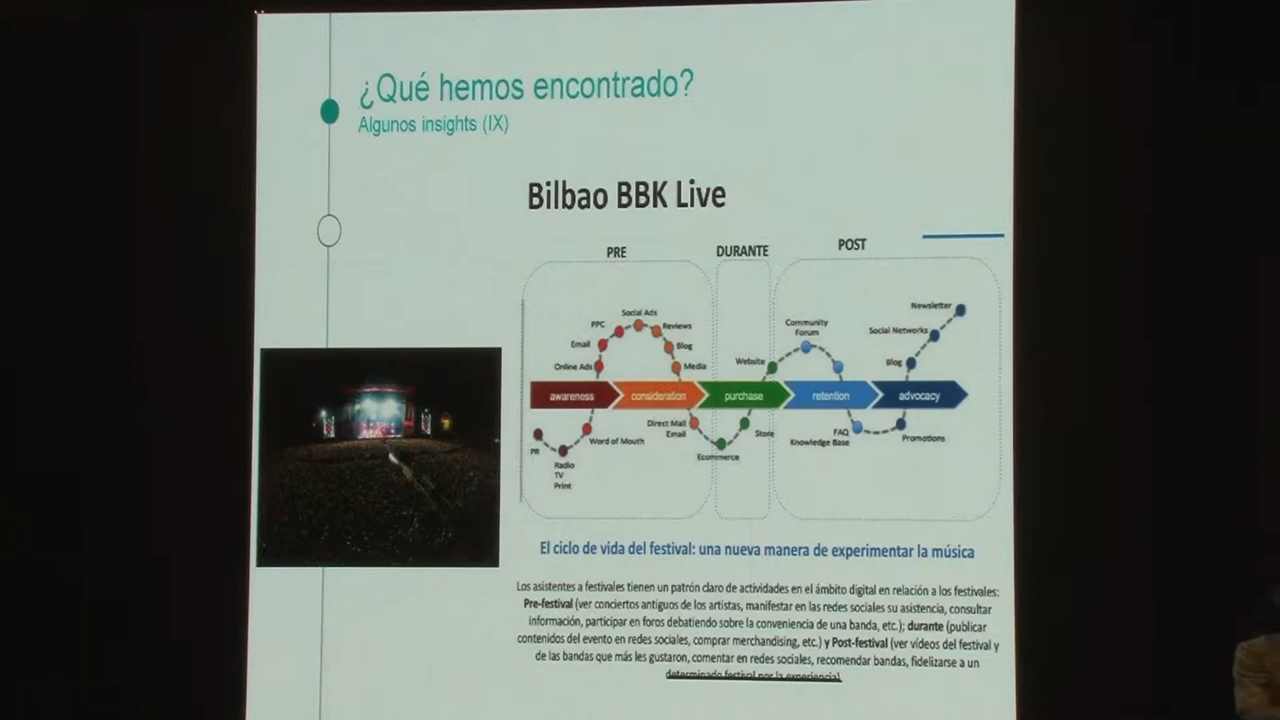 ¿Qué hemos encontrado?
Algunos insights (IX)
Bilbao BBK Live
PRE
DURANTE
POST
Newsletter
Social Ads
Community
Forum
PPC
Reviews
Social Networks
Email
Blog
Website
Blog
Online Ads
Media
awareness
consideration
purchase
retention
advocacy
Direct Mail
Email
Store
FAQ
Knowledge Base
Promotions
Word of Mouth
PR
Ecommerce
Radio
TV
Print
El ciclo de vida del festival: una nueva manera de experimentar la música
Los asistentes a festivales tienen un patrón claro de actividades en el ámbito digital en relación a los festivales:
Pre-festival (ver conciertos antiguos de los artistas, manifestar en las redes sociales su asistencia, consultar
información, participar en foros debatiendo sobre la conveniencia de una banda, etc.); durante (publicar
contenidos del evento en redes sociales, comprar merchandising, etc.) y Post-festival (ver vídeos del festival y
de las bandas que más les gustaron, comentar en redes sociales, recomendar bandas, fidelizarse a un
determinado festival por la experiencia)